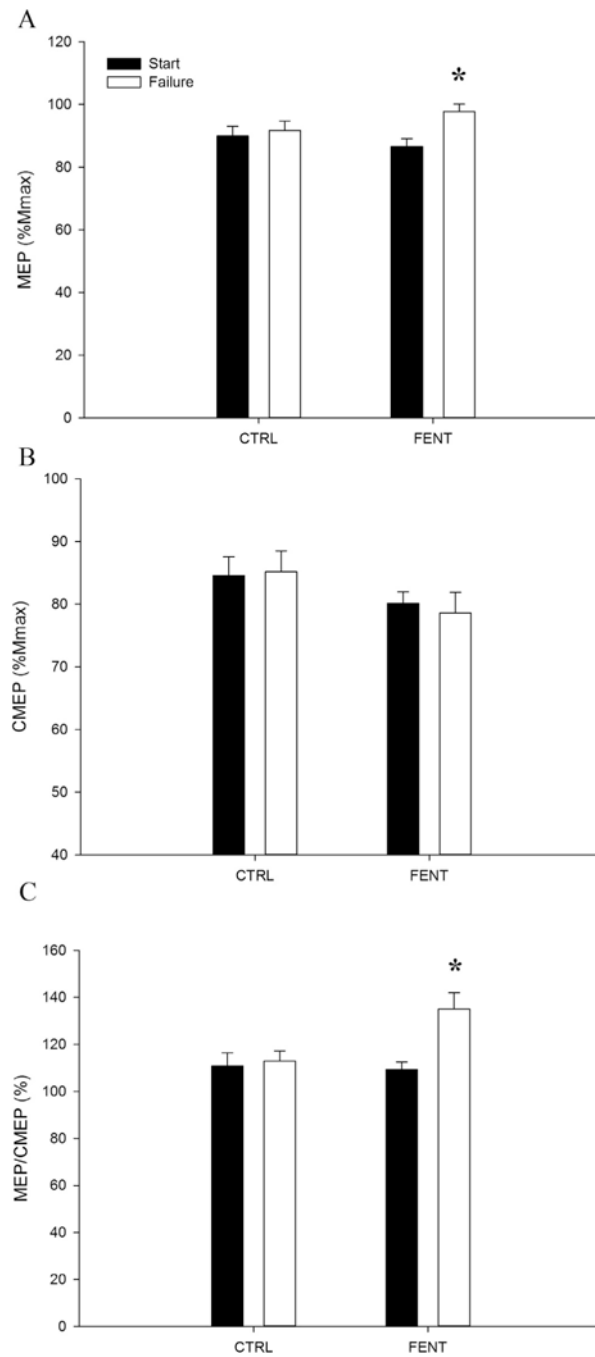 A
120
100
80
60
40
20
0
MEP (%Mmax)
Start
Failure
*
CTRL FENT
B
100
90
80
70
60
50
40
CMEP (%Mmax)
CTRL FENT
C
160
140
120
100
80
60
40
20
0
MEP/CMEP (%)
*
CTRL FENT